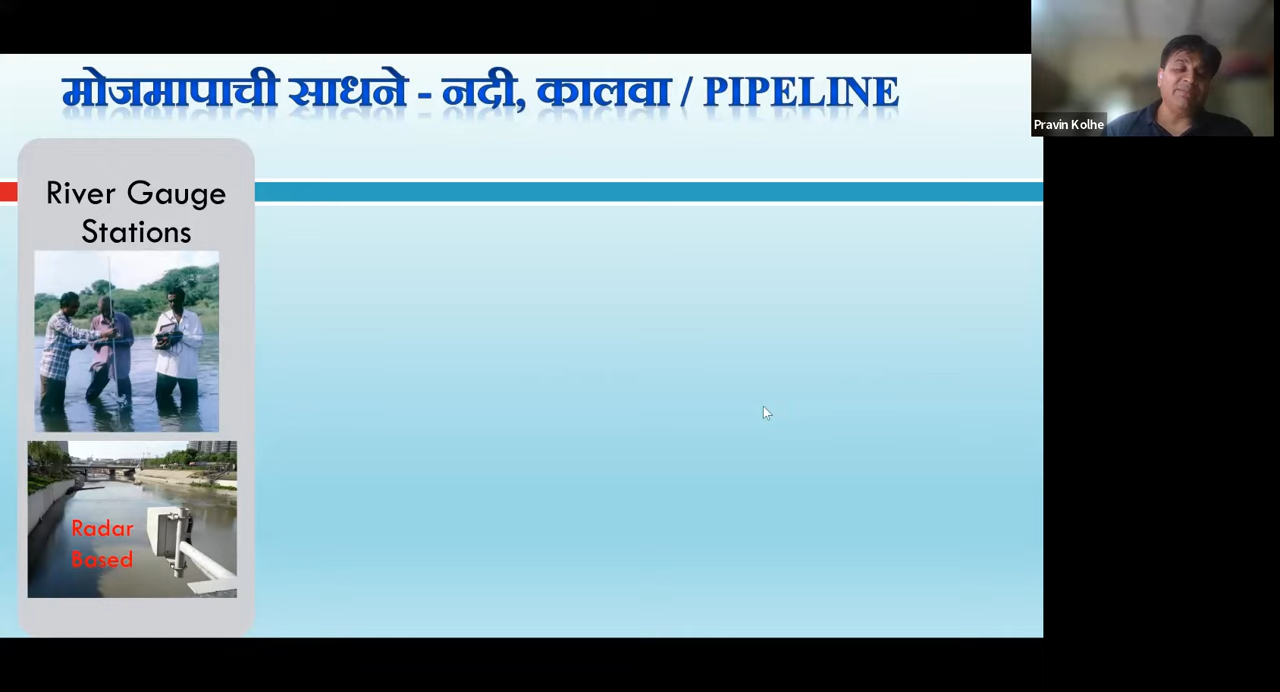 मोजमापाची साधने - नदी, कालवा / PIPELINE
Pravin Kolhe
River Gauge
Stations
Radar
Based